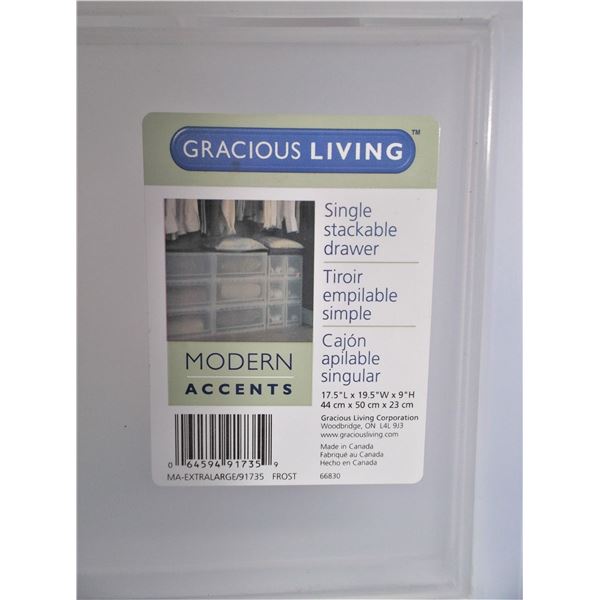 GRACIOUS LIVING™
Single
stackable
drawer
Tiroir
empilable
simple
Cajón
apilable
singular
MODERN
ACCENTS
17.5"L x 19.5"W x 9"H
44 cm x 50 cm x 23 cm
Gracious Living Corporation
Woodbridge, ON L4L 9J3
www.graciousliving.com
Made in Canada
Fabriqué au Canada
Hecho en Canada
0 64594 91735 9
MA-EXTRALARGE/91735 FROST
66830